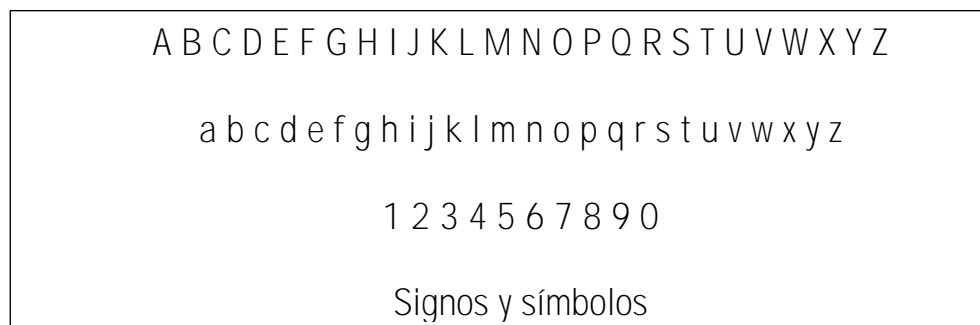 A B C D E F G H I J K L M N O P Q R S T U V W X Y Z
a b c d e f g h i j k l m n o p q r s t u v w x y z
1 2 3 4 5 6 7 8 9 0
Signos y símbolos